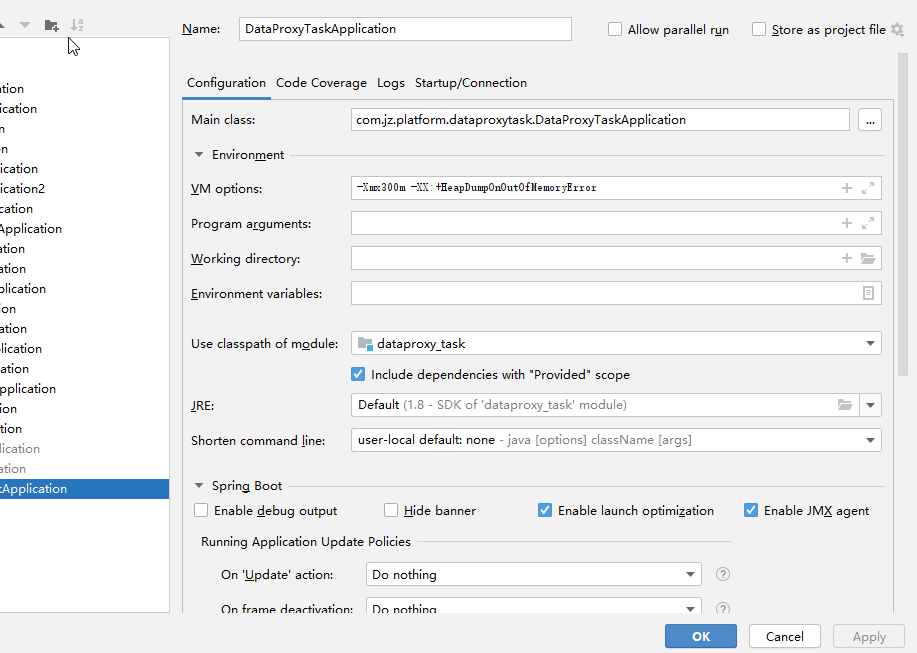 Name: DataProxyTaskApplication Allow parallel run Store as project file
Configuration Code Coverage Logs Startup/Connection
Main class: com.jz.platform.dataproxytask.DataProxyTaskApplication ...
Environment
VM options: -Xmx300m -XX:+HeapDumpOnOutOfMemoryError
Program arguments:
Working directory:
Environment variables:
Use classpath of module: dataproxy_task
Include dependencies with "Provided" scope
JRE: Default (1.8 - SDK of 'dataproxy_task' module)
Shorten command line: user-local default: none - java [options] className [args]
Spring Boot
Enable debug output Hide banner Enable launch optimization Enable JMX agent
Running Application Update Policies
On 'Update' action: Do nothing ?
On frame deactivation: Do nothing ?
ation
ication
n
n
ication
ication2
cation
Application
ation
ation
plication
on
ation
lication
ation
pplication
ion
tion
lication
ation
tApplication
OK Cancel Apply